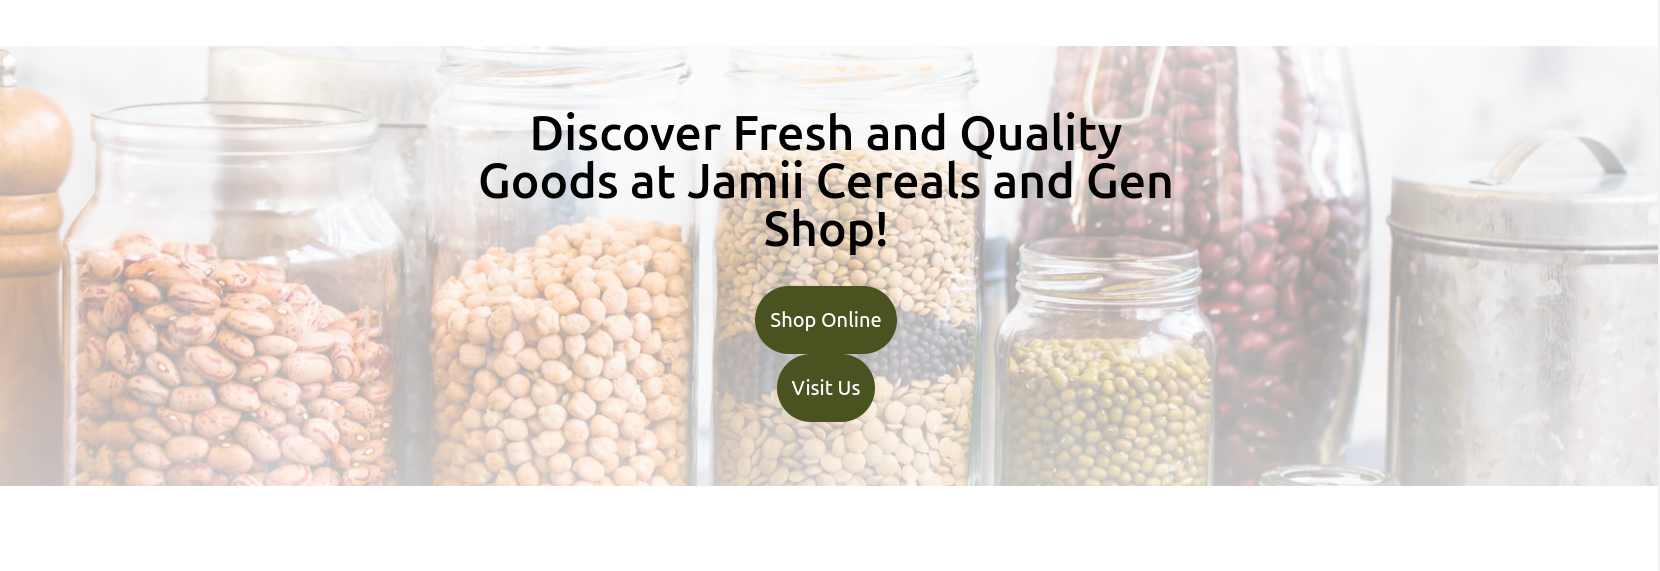 Discover Fresh and Quality
Goods at Jamii Cereals and Gen
Shop!
Shop Online
Visit Us